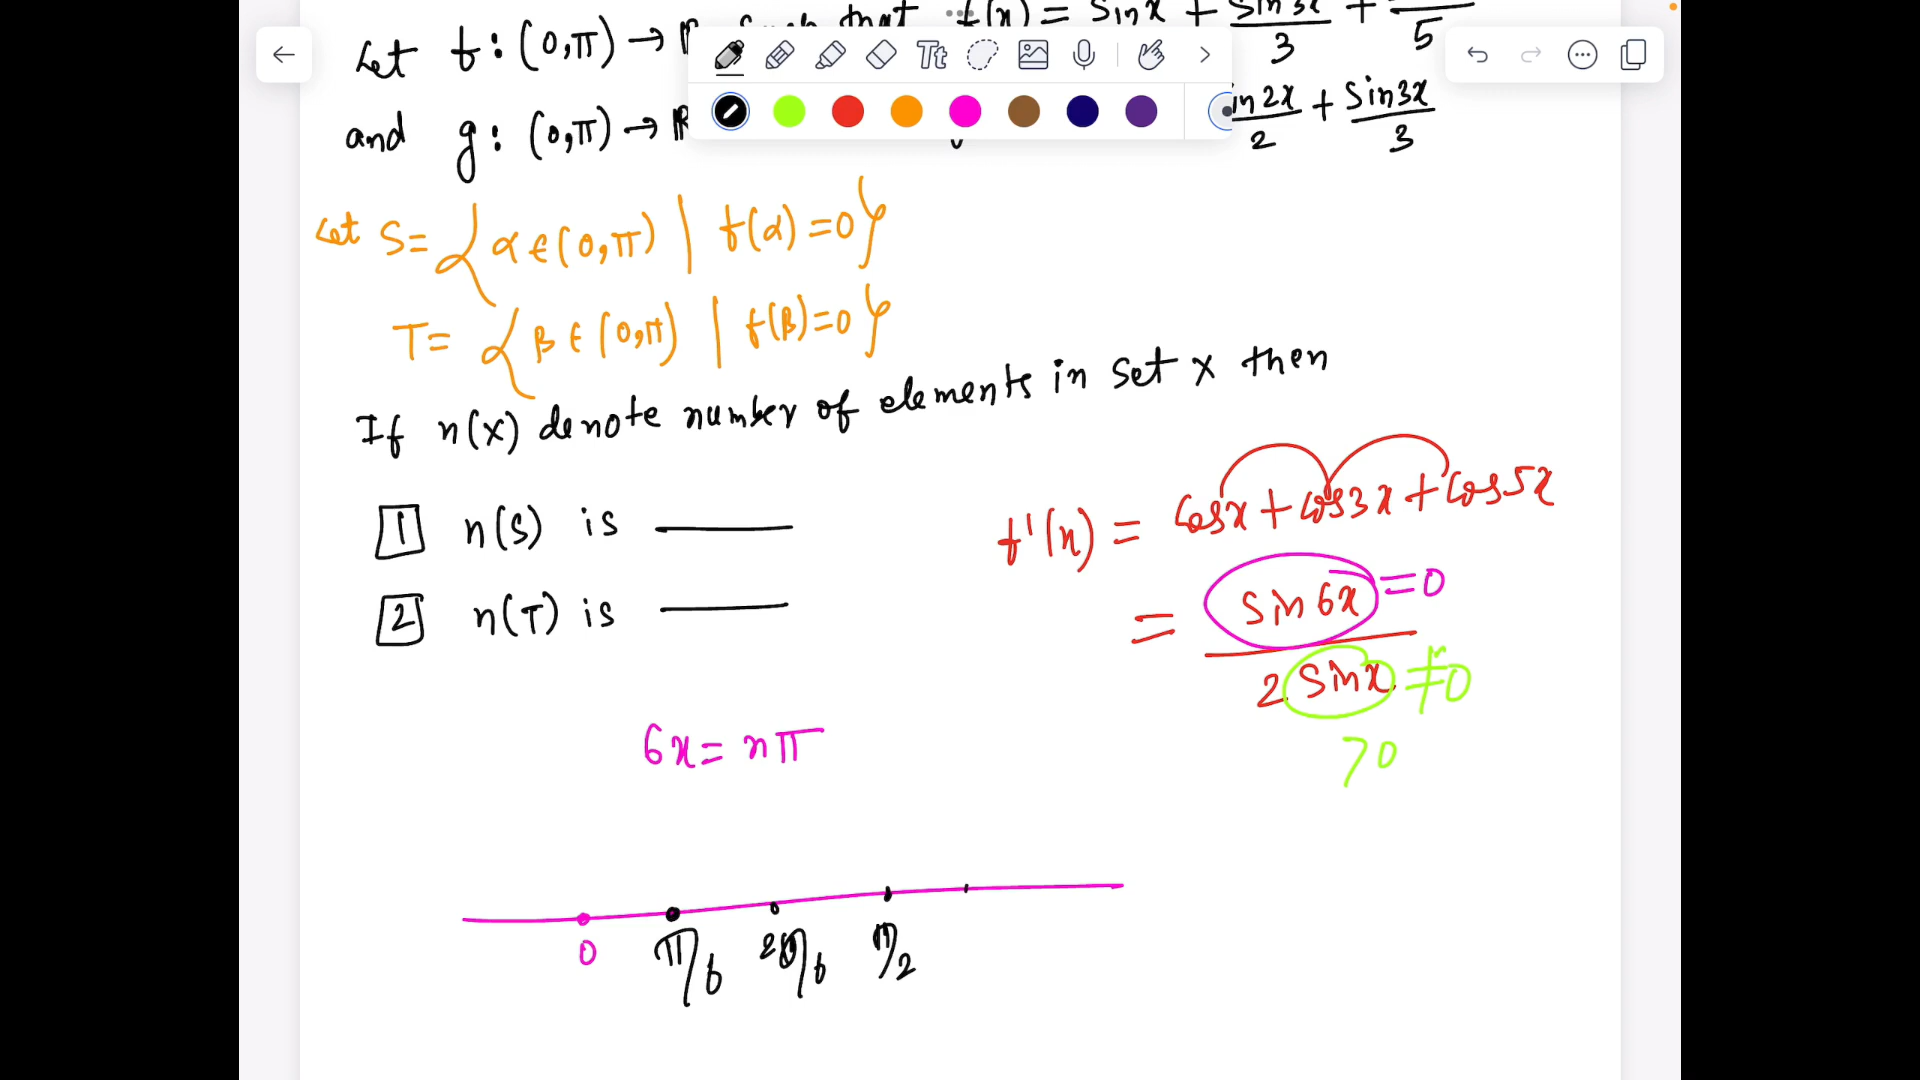 Let f : (0,π) → R such that f(x) = Sin x + Sin 3x / 3 + / 5
and g : (0,π) → R in 2x / 2 + Sin 3x / 3
Tt
Let S = { α ∈ (0,π) | f(α) = 0 }
T = { β ∈ (0,π) | f(β) = 0 }
If n(X) denote number of elements in set X then
1 n(S) is ____
2 n(T) is ____
f'(x) = Cos x + Cos 3x + Cos 5x
= Sin 6x / 2 Sin x
= 0
≠ 0
> 0
6x = nπ
0 π/6 2π/6 π/2